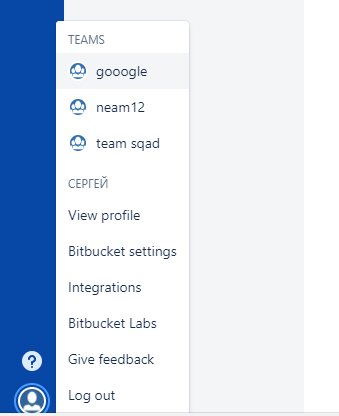 TEAMS
gooogle
neam12
team sqad
СЕРГЕЙ
View profile
Bitbucket settings
Integrations
Bitbucket Labs
Give feedback
?
Log out